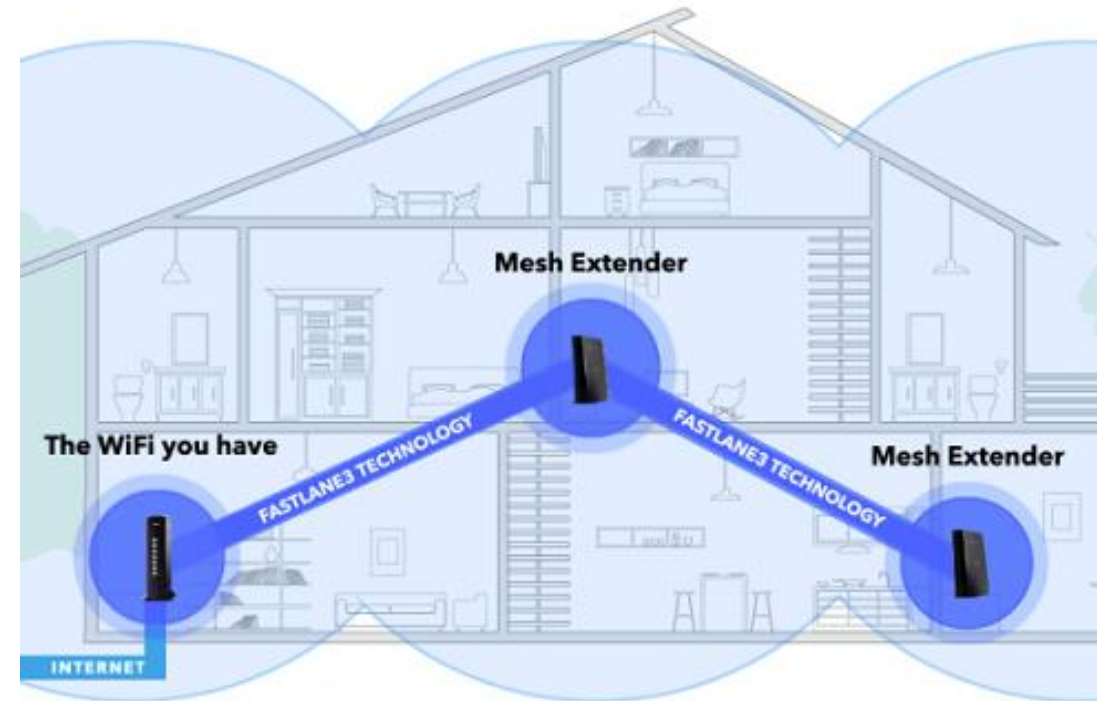 Mesh Extender
The WiFi you have
FASTLANE3 TECHNOLOGY
FASTLANE3 TECHNOLOGY
Mesh Extender
INTERNET